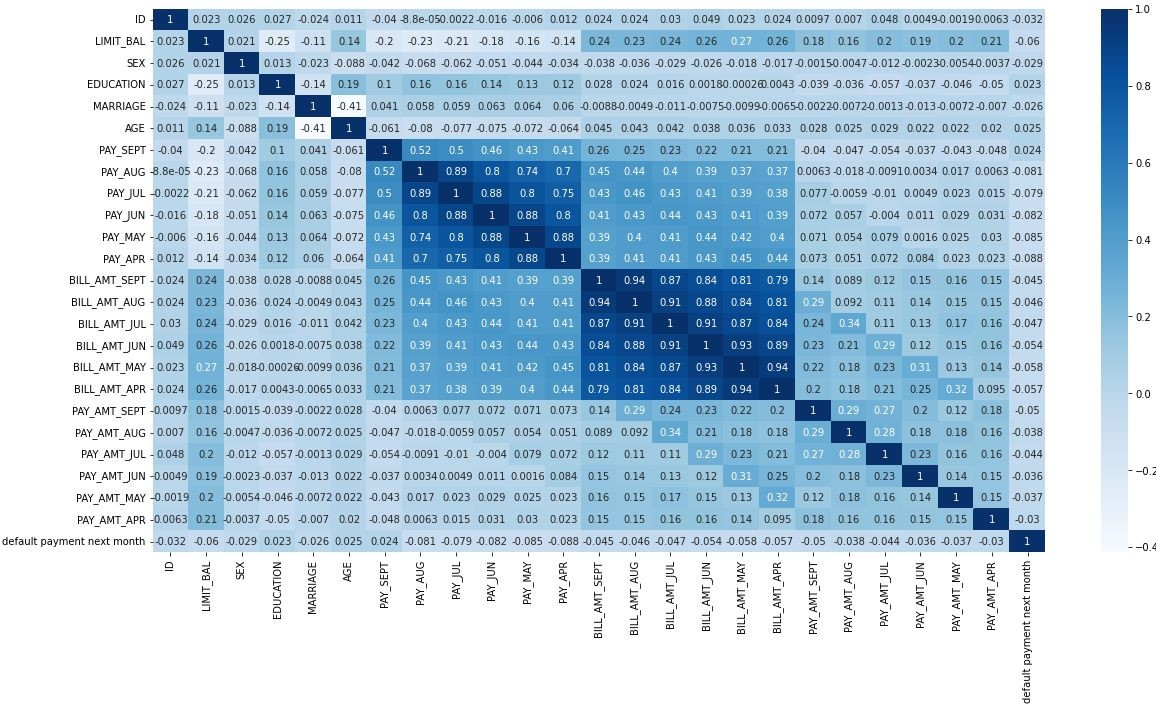 ID 1 0.023 0.026 0.027 -0.024 0.011 -0.04 -8.8e-05 0.0022 -0.016 -0.006 0.012 0.024 0.024 0.03 0.049 0.023 0.024 0.0097 0.007 0.048 0.0049 -0.0019 0.0063 -0.032
LIMIT_BAL 0.023 1 0.021 -0.25 -0.11 0.14 -0.2 -0.23 -0.21 -0.18 -0.16 -0.14 0.24 0.23 0.24 0.26 0.27 0.26 0.18 0.16 0.2 0.19 0.2 0.21 -0.06
SEX 0.026 0.021 1 0.013 -0.023 -0.088 -0.042 -0.068 -0.062 -0.051 -0.044 -0.034 -0.038 -0.036 -0.029 -0.026 -0.018 -0.017 -0.0015 -0.0047 -0.012 -0.0023 -0.0054 -0.0037 -0.029
EDUCATION 0.027 -0.25 0.013 1 -0.14 0.19 0.1 0.16 0.16 0.14 0.13 0.12 0.028 0.024 0.016 0.0018 -0.00026 0.0043 -0.039 -0.036 -0.057 -0.037 -0.046 -0.05 0.023
MARRIAGE -0.024 -0.11 -0.023 -0.14 1 -0.41 0.041 0.058 0.059 0.063 0.064 0.06 -0.0088 -0.0049 -0.011 -0.0075 -0.0099 -0.0065 -0.0022 -0.0072 -0.0013 -0.013 -0.0072 -0.007 -0.026
AGE 0.011 0.14 -0.088 0.19 -0.41 1 -0.061 -0.08 -0.077 -0.075 -0.072 -0.064 0.045 0.043 0.042 0.038 0.036 0.033 0.028 0.025 0.029 0.022 0.022 0.02 0.025
PAY_SEPT -0.04 -0.2 -0.042 0.1 0.041 -0.061 1 0.52 0.5 0.46 0.43 0.41 0.26 0.25 0.23 0.22 0.21 0.21 -0.04 -0.047 -0.054 -0.037 -0.043 -0.048 0.024
PAY_AUG -8.8e-05 -0.23 -0.068 0.16 0.058 -0.08 0.52 1 0.89 0.8 0.74 0.7 0.45 0.44 0.4 0.39 0.37 0.37 0.0063 -0.018 -0.0091 0.0034 0.017 0.0063 -0.081
PAY_JUL -0.0022 -0.21 -0.062 0.16 0.059 -0.077 0.5 0.89 1 0.88 0.8 0.75 0.43 0.46 0.43 0.41 0.39 0.38 0.077 -0.0059 -0.01 0.0049 0.023 0.015 -0.079
PAY_JUN -0.016 -0.18 -0.051 0.14 0.063 -0.075 0.46 0.8 0.88 1 0.88 0.8 0.41 0.43 0.44 0.43 0.41 0.39 0.072 0.057 -0.004 0.011 0.029 0.031 -0.082
PAY_MAY -0.006 -0.16 -0.044 0.13 0.064 -0.072 0.43 0.74 0.8 0.88 1 0.88 0.39 0.4 0.41 0.44 0.42 0.4 0.071 0.054 0.079 0.0016 0.025 0.03 -0.085
PAY_APR 0.012 -0.14 -0.034 0.12 0.06 -0.064 0.41 0.7 0.75 0.8 0.88 1 0.39 0.41 0.41 0.43 0.45 0.44 0.073 0.051 0.072 0.084 0.023 0.023 -0.088
BILL_AMT_SEPT 0.024 0.24 -0.038 0.028 -0.0088 0.045 0.26 0.45 0.43 0.41 0.39 0.39 1 0.94 0.87 0.84 0.81 0.79 0.14 0.089 0.12 0.15 0.16 0.15 -0.045
BILL_AMT_AUG 0.024 0.23 -0.036 0.024 -0.0049 0.043 0.25 0.44 0.46 0.43 0.4 0.41 0.94 1 0.91 0.88 0.84 0.81 0.29 0.092 0.11 0.14 0.15 0.15 -0.046
BILL_AMT_JUL 0.03 0.24 -0.029 0.016 -0.011 0.042 0.23 0.4 0.43 0.44 0.41 0.41 0.87 0.91 1 0.91 0.87 0.84 0.24 0.34 0.11 0.13 0.17 0.16 -0.047
BILL_AMT_JUN 0.049 0.26 -0.026 0.0018 -0.0075 0.038 0.22 0.39 0.41 0.43 0.44 0.43 0.84 0.88 0.91 1 0.93 0.89 0.23 0.21 0.29 0.12 0.15 0.16 -0.054
BILL_AMT_MAY 0.023 0.27 -0.018 -0.00026 -0.0099 0.036 0.21 0.37 0.39 0.41 0.42 0.45 0.81 0.84 0.87 0.93 1 0.94 0.22 0.18 0.23 0.31 0.13 0.14 -0.058
BILL_AMT_APR 0.024 0.26 -0.017 0.0043 -0.0065 0.033 0.21 0.37 0.38 0.39 0.4 0.44 0.79 0.81 0.84 0.89 0.94 1 0.2 0.18 0.21 0.25 0.32 0.095 -0.057
PAY_AMT_SEPT 0.0097 0.18 -0.0015 -0.039 -0.0022 0.028 -0.04 0.0063 0.077 0.072 0.071 0.073 0.14 0.29 0.24 0.23 0.22 0.2 1 0.29 0.27 0.2 0.12 0.18 -0.05
PAY_AMT_AUG 0.007 0.16 -0.0047 -0.036 -0.0072 0.025 -0.047 -0.018 -0.0059 0.057 0.054 0.051 0.089 0.092 0.34 0.21 0.18 0.18 0.29 1 0.28 0.18 0.18 0.16 -0.038
PAY_AMT_JUL 0.048 0.2 -0.012 -0.057 -0.0013 0.029 -0.054 -0.0091 -0.01 -0.004 0.079 0.072 0.12 0.11 0.11 0.29 0.23 0.21 0.27 0.28 1 0.23 0.16 0.16 -0.044
PAY_AMT_JUN 0.0049 0.19 -0.0023 -0.037 -0.013 0.022 -0.037 0.0034 0.0049 0.011 0.0016 0.084 0.15 0.14 0.13 0.12 0.31 0.25 0.2 0.18 0.23 1 0.14 0.15 -0.036
PAY_AMT_MAY -0.0019 0.2 -0.0054 -0.046 -0.0072 0.022 -0.043 0.017 0.023 0.029 0.025 0.023 0.16 0.15 0.17 0.15 0.13 0.32 0.12 0.18 0.16 0.14 1 0.15 -0.037
PAY_AMT_APR 0.0063 0.21 -0.0037 -0.05 -0.007 0.02 -0.048 0.0063 0.015 0.031 0.03 0.023 0.15 0.15 0.16 0.16 0.14 0.095 0.18 0.16 0.16 0.15 0.15 1 -0.03
default payment next month -0.032 -0.06 -0.029 0.023 -0.026 0.025 0.024 -0.081 -0.079 -0.082 -0.085 -0.088 -0.045 -0.046 -0.047 -0.054 -0.058 -0.057 -0.05 -0.038 -0.044 -0.036 -0.037 -0.03 1
ID
LIMIT_BAL
SEX
EDUCATION
MARRIAGE
AGE
PAY_SEPT
PAY_AUG
PAY_JUL
PAY_JUN
PAY_MAY
PAY_APR
BILL_AMT_SEPT
BILL_AMT_AUG
BILL_AMT_JUL
BILL_AMT_JUN
BILL_AMT_MAY
BILL_AMT_APR
PAY_AMT_SEPT
PAY_AMT_AUG
PAY_AMT_JUL
PAY_AMT_JUN
PAY_AMT_MAY
PAY_AMT_APR
default payment next month
1.0
0.8
0.6
0.4
0.2
0.0
−0.2
−0.4